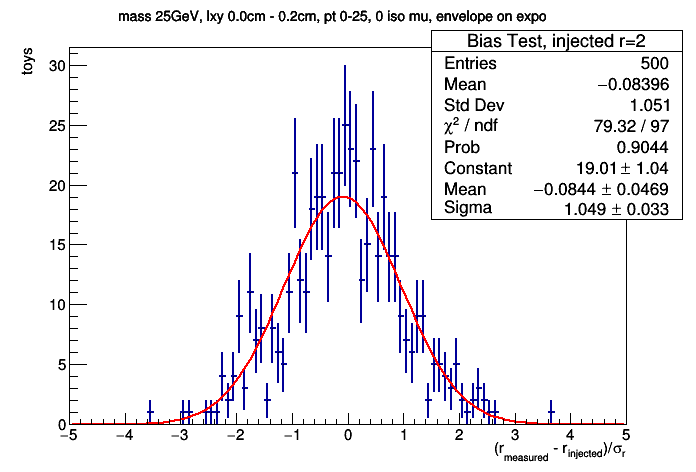 mass 25GeV, lxy 0.0cm - 0.2cm, pt 0-25, 0 iso mu, envelope on expo
Bias Test, injected r=2
Entries 500
Mean −0.08396
Std Dev 1.051
χ² / ndf 79.32 / 97
Prob 0.9044
Constant 19.01 ± 1.04
Mean −0.0844 ± 0.0469
Sigma 1.049 ± 0.033
toys
30
25
20
15
10
5
0
−5 −4 −3 −2 −1 0 1 2 3 4 5
(r_measured - r_injected)/σ_r